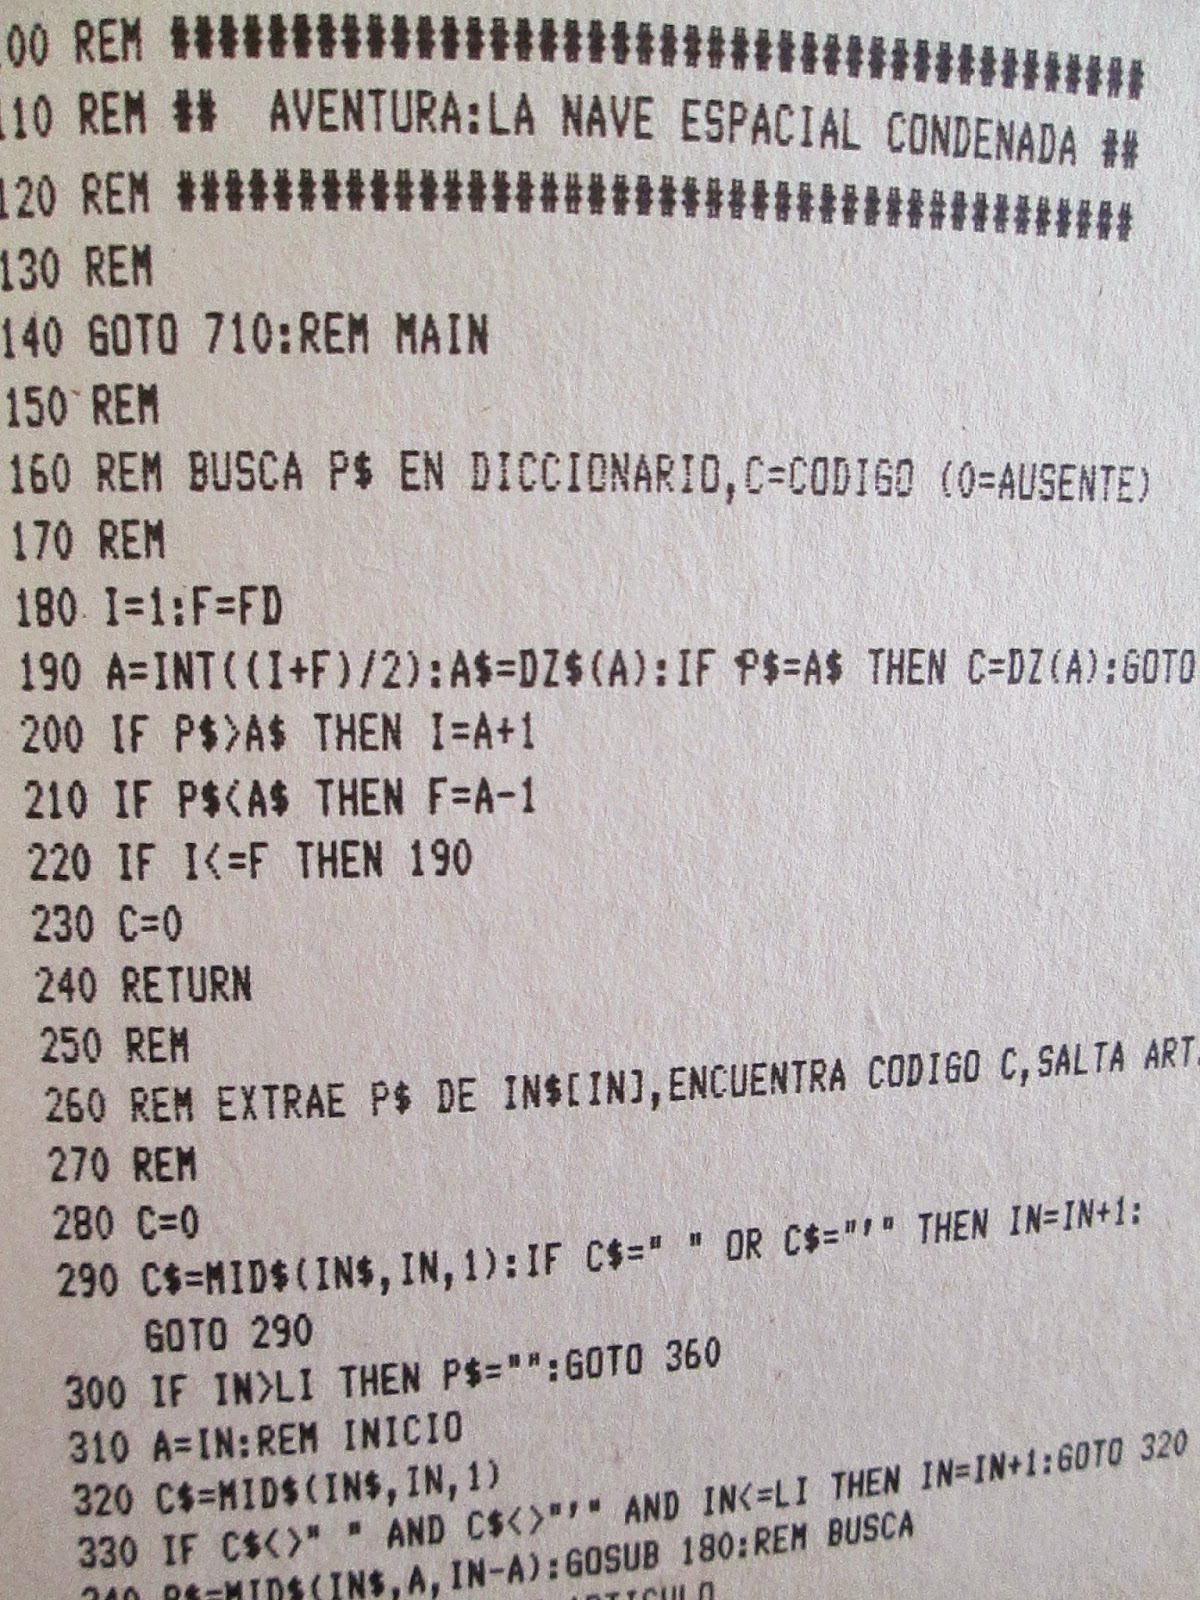 00 REM ########################################
110 REM ##  AVENTURA:LA NAVE ESPACIAL CONDENADA ##
120 REM ########################################
130 REM
140 GOTO 710:REM MAIN
150 REM
160 REM BUSCA P$ EN DICCIONARIO,C=CODIGO (0=AUSENTE)
170 REM
180 I=1:F=FD
190 A=INT((I+F)/2):A$=DZ$(A):IF P$=A$ THEN C=DZ(A):GOTO
200 IF P$>A$ THEN I=A+1
210 IF P$<A$ THEN F=A-1
220 IF I<=F THEN 190
230 C=0
240 RETURN
250 REM
260 REM EXTRAE P$ DE IN$[IN],ENCUENTRA CODIGO C,SALTA ART.
270 REM
280 C=0
290 C$=MID$(IN$,IN,1):IF C$=" " OR C$="'" THEN IN=IN+1:
GOTO 290
300 IF IN>LI THEN P$="":GOTO 360
310 A=IN:REM INICIO
320 C$=MID$(IN$,IN,1)
330 IF C$<>" " AND C$<>"'" AND IN<=LI THEN IN=IN+1:GOTO 320
340 P$=MID$(IN$,A,IN-A):GOSUB 180:REM BUSCA
ARTICULO